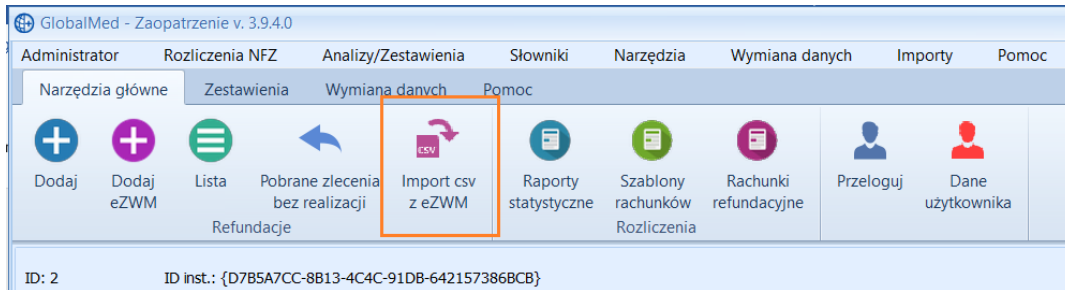 GlobalMed - Zaopatrzenie v. 3.9.4.0
Administrator Rozliczenia NFZ Analizy/Zestawienia Słowniki Narzędzia Wymiana danych Importy Pomoc
Narzędzia główne Zestawienia Wymiana danych Pomoc
CSV
Dodaj Dodaj eZWM Lista Pobrane zlecenia bez realizacji Import csv z eZWM Raporty statystyczne Szablony rachunków Rachunki refundacyjne Przeloguj Dane użytkownika
Refundacje Rozliczenia
ID: 2 ID inst.: {D7B5A7CC-8B13-4C4C-91DB-642157386BCB}